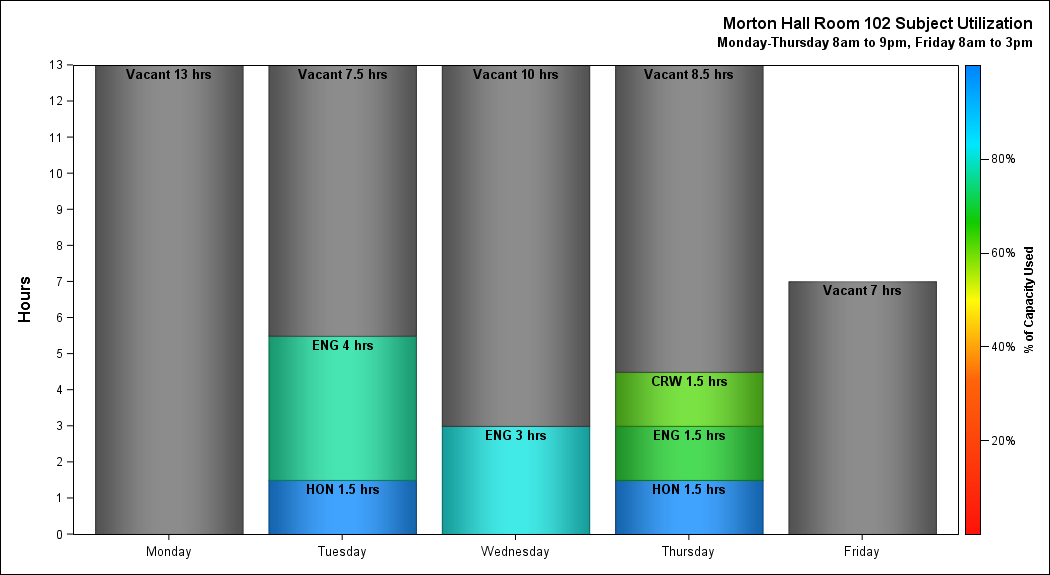 Morton Hall Room 102 Subject Utilization
Monday-Thursday 8am to 9pm, Friday 8am to 3pm
Hours
13
12
11
10
9
8
7
6
5
4
3
2
1
0
Vacant 13 hrs
Vacant 7.5 hrs
ENG 4 hrs
HON 1.5 hrs
Vacant 10 hrs
ENG 3 hrs
Vacant 8.5 hrs
CRW 1.5 hrs
ENG 1.5 hrs
HON 1.5 hrs
Vacant 7 hrs
Monday
Tuesday
Wednesday
Thursday
Friday
80%
60%
40%
20%
% of Capacity Used